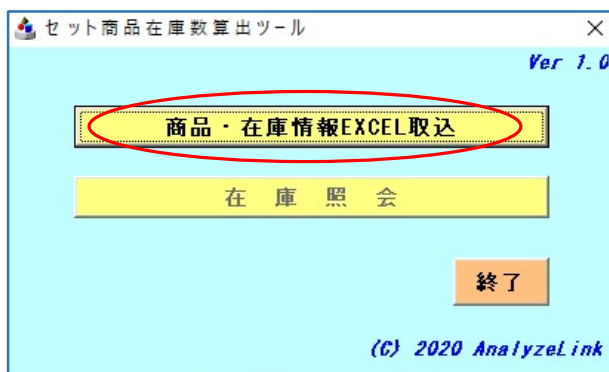 セット商品在庫数算出ツール
Ver 1.0
商品・在庫情報EXCEL取込
在庫照会
終了
(C) 2020 AnalyzeLink